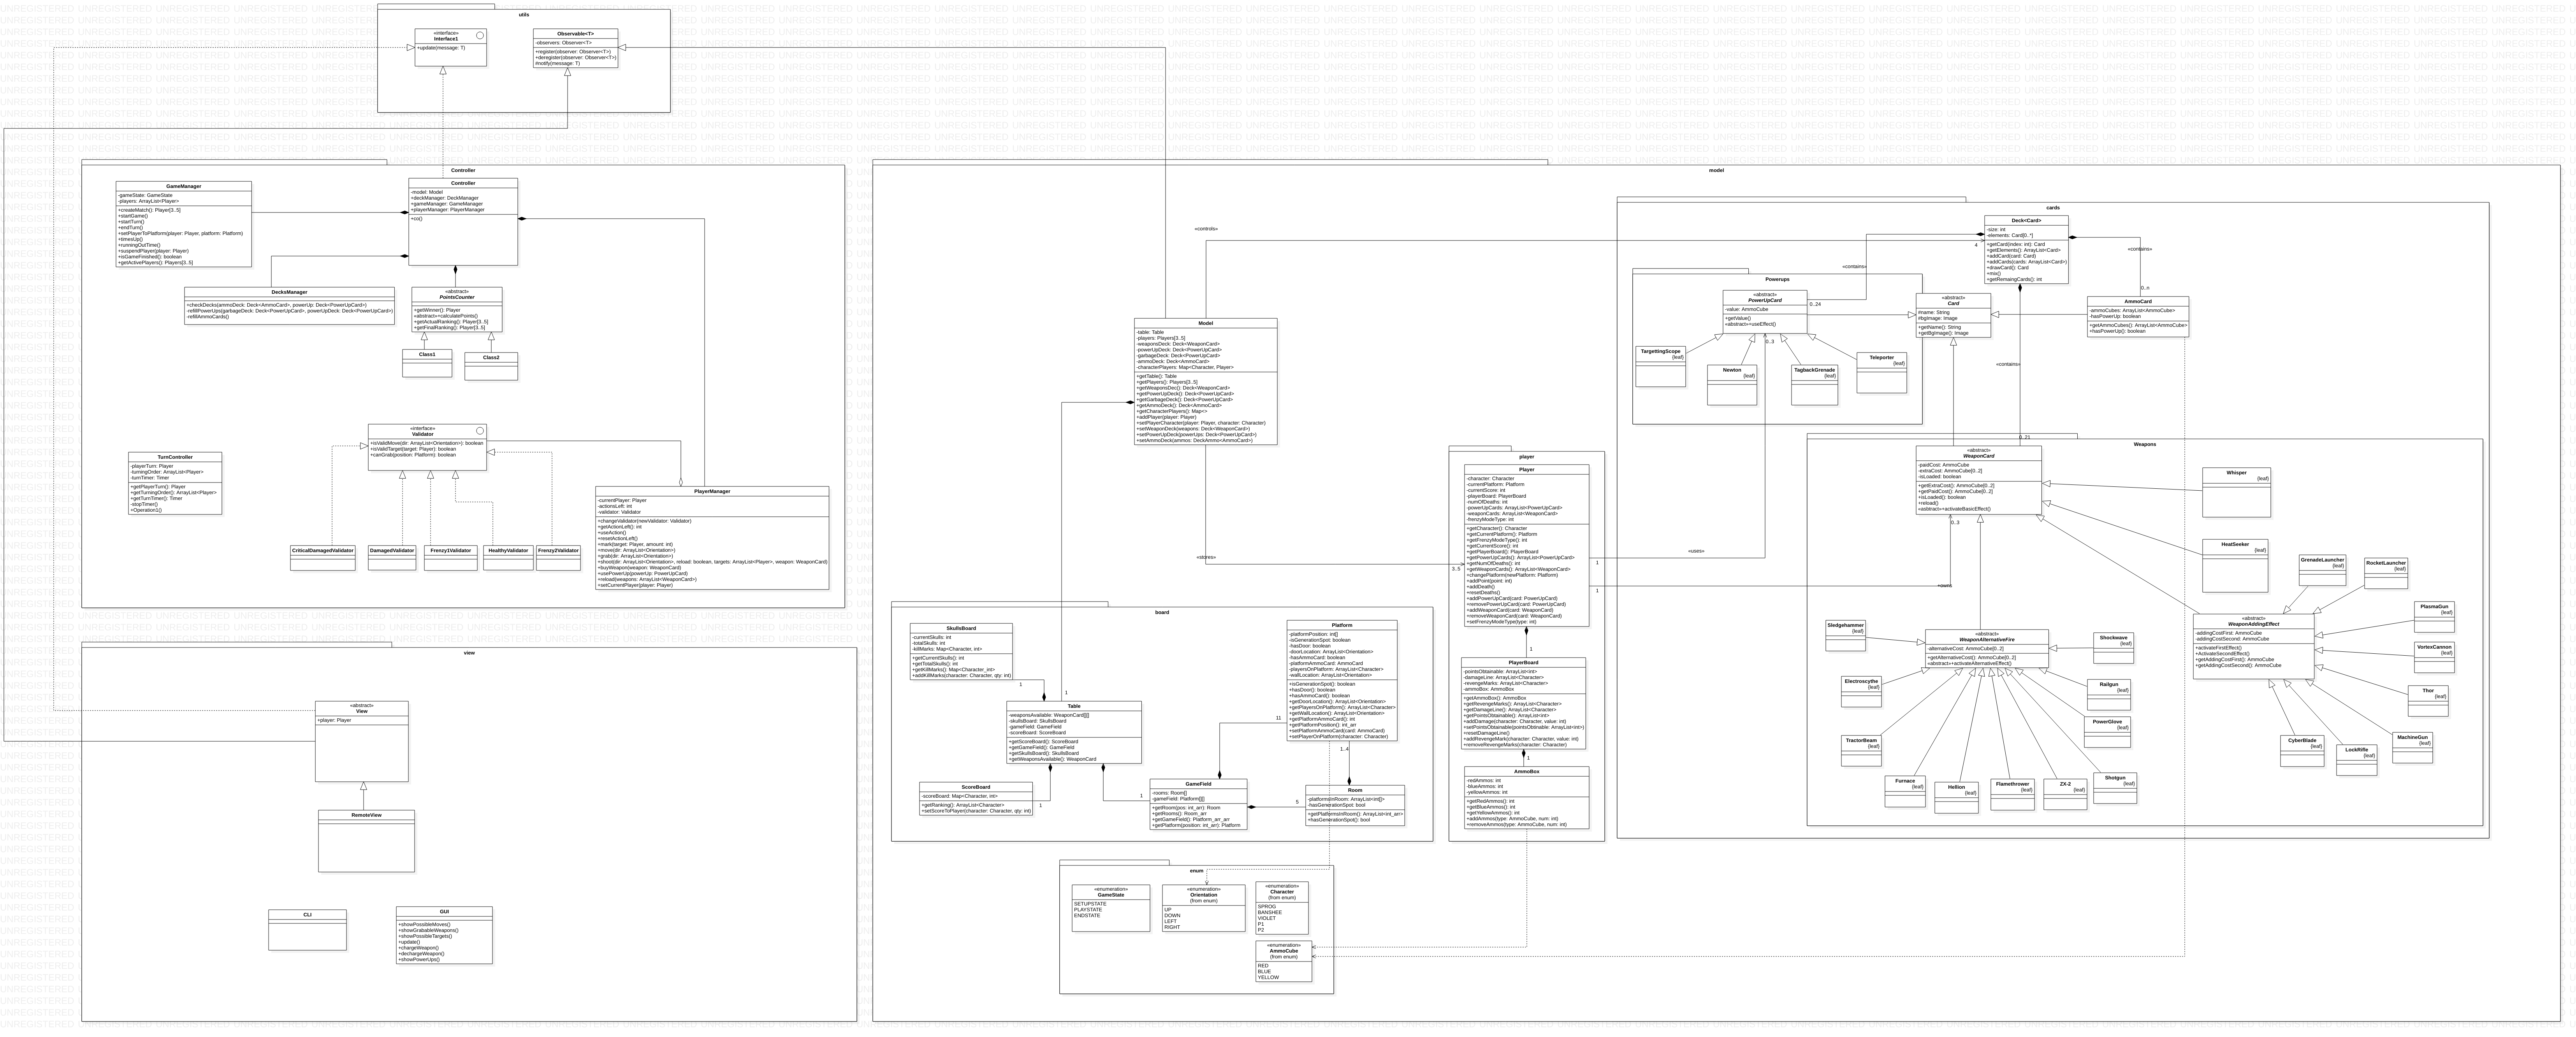 utils
«interface»
Interface1
+update(message: T)
Observable<T>
-observers: Observer<T>
+register(observer: Observer<T>)
+deregister(observer: Observer<T>)
#notify(message: T)
Controller
GameManager
-gameState: GameState
-players: ArrayList<Player>
+createMatch(): Player[3..5]
+startGame()
+startTurn()
+endTurn()
+setPlayerToPlatform(player: Player, platform: Platform)
+timesUp()
+runningOutTime()
+suspendPlayer(player: Player)
+isGameFinished(): boolean
+getActivePlayers(): Players[3..5]
Controller
-model: Model
+deckManager: DeckManager
+gameManager: GameManager
+playerManager: PlayerManager
+co()
DecksManager
+checkDecks(ammoDeck: Deck<AmmoCard>, powerUp: Deck<PowerUpCard>)
-refillPowerUps(garbageDeck: Deck<PowerUpCard>, powerUpDeck: Deck<PowerUpCard>)
-refillAmmoCards()
«abstract»
PointsCounter
+getWinner(): Player
+abstract+calculatePoints()
+getActualRanking(): Player[3..5]
+getFinalRanking(): Player[3..5]
Class1
Class2
«interface»
Validator
+isValidMove(dir: ArrayList<Orientation>): boolean
+isValidTarget(target: Player): boolean
+canGrab(position: Platform): boolean
TurnController
-playerTurn: Player
-turningOrder: ArrayList<Player>
-turnTimer: Timer
+getPlayerTurn(): Player
+getTurningOrder(): ArrayList<Player>
+getTurnTimer(): Timer
-stopTimer()
+Operation1()
PlayerManager
-currentPlayer: Player
-actionsLeft: int
-validator: Validator
+changeValidator(newValidator: Validator)
+getActionLeft(): int
+useAction()
+resetActionLeft()
+mark(target: Player, amount: int)
+move(dir: ArrayList<Orientation>)
+grab(dir: ArrayList<Orientation>)
+shoot(dir: ArrayList<Orientation>, reload: boolean, targets: ArrayList<Player>, weapon: WeaponCard)
+buyWeapon(weapon: WeaponCard)
+usePowerUp(powerUp: PowerUpCard)
+reload(weapons: ArrayList<WeaponCard>)
+setCurrentPlayer(player: Player)
CriticalDamagedValidator
DamagedValidator
Frenzy1Validator
HealthyValidator
Frenzy2Validator
view
«abstract»
View
+player: Player
RemoteView
CLI
GUI
+showPossibleMoves()
+showGrabableWeapons()
+showPossibleTargets()
+update()
+chargeWeapon()
+dechargeWeapon()
+showPowerUps()
model
«controls»
4
Model
-table: Table
-players: Players[3..5]
-weaponsDeck: Deck<WeaponCard>
-powerUpDeck: Deck<PowerUpCard>
-garbageDeck: Deck<PowerUpCard>
-ammoDeck: Deck<AmmoCard>
-characterPlayers: Map<Character, Player>
+getTable(): Table
+getPlayers(): Players[3..5]
+getWeaponsDec(): Deck<WeaponCard>
+getPowerUpDeck(): Deck<PowerUpCard>
+getGarbageDeck(): Deck<PowerUpCard>
+getAmmoDeck(): Deck<AmmoCard>
+getCharacterPlayers(): Map<>
+addPlayer(player: Player)
+setPlayerCharacter(player: Player, character: Character)
+setWeaponDeck(weapons: Deck<WeaponCard>)
+setPowerUpDeck(powerUps: Deck<PowerUpCard>)
+setAmmoDeck(ammos: DeckAmmo<AmmoCard>)
«stores»
3..5
1
board
SkullsBoard
-currentSkulls: int
-totalSkulls: int
-killMarks: Map<Character, int>
+getCurrentSkulls(): int
+getTotalSkulls(): int
+getKillMarks(): Map<Character_int>
+addKillMarks(character: Character, qty: int)
1
Table
-weaponsAvailable: WeaponCard[][]
-skullsBoard: SkullsBoard
-gameField: GameField
-scoreBoard: ScoreBoard
+getScoreBoard(): ScoreBoard
+getGameField(): GameField
+getSkullsBoard(): SkullsBoard
+getWeaponsAvailable(): WeaponCard
ScoreBoard
-scoreBoard: Map<Character, int>
+getRanking(): ArrayList<Character>
+setScoreToPlayer(character: Character, qty: int)
1
1
GameField
-rooms: Room[]
-gameField: Platform[][]
+getRoom(pos: int_arr): Room
+getRooms(): Room_arr
+getGameField(): Platform_arr_arr
+getPlatform(position: int_arr): Platform
Platform
-platformPosition: int[]
-isGenerationSpot: boolean
-hasDoor: boolean
-doorLocation: ArrayList<Orientation>
-hasAmmoCard: boolean
-platformAmmoCard: AmmoCard
-playersOnPlatform: ArrayList<Character>
-wallLocation: ArrayList<Orientation>
+isGenerationSpot(): boolean
+hasDoor(): boolean
+hasAmmoCard(): boolean
+getDoorLocation(): ArrayList<Orientation>
+getPlayersOnPlatform(): ArrayList<Character>
+getWallLocation(): ArrayList<Orientation>
+getPlatformAmmoCard(): int
+getPlatformPosition(): int_arr
+setPlatformAmmoCard(card: AmmoCard)
+setPlayerOnPlatform(character: Character)
11
1..4
5
Room
-platformInRoom: ArrayList<int[]>
-hasGenerationSpot: bool
+getPlatformsInRoom(): ArrayList<int_arr>
+hasGenerationSpot(): bool
player
Player
-character: Character
-currentPlatform: Platform
-currentScore: int
-playerBoard: PlayerBoard
-numOfDeaths: int
-powerUpCards: ArrayList<PowerUpCard>
-weaponCards: ArrayList<WeaponCard>
-frenzyModeType: int
+getCharacter(): Character
+getCurrentPlatform(): Platform
+getFrenzyModeType(): int
+getCurrentScore(): int
+getPlayerBoard(): PlayerBoard
+getPowerUpCards(): ArrayList<PowerUpCard>
+getNumOfDeaths(): int
+getWeaponCards(): ArrayList<WeaponCard>
+changePlatform(newPlatform: Platform)
+addPoint(point: int)
+addDeath()
+resetDeaths()
+addPowerUpCard(card: PowerUpCard)
+removePowerUpCard(card: PowerUpCard)
+addWeaponCard(card: WeaponCard)
+removeWeaponCard(card: WeaponCard)
+setFrenzyModeType(type: int)
1
1
1
PlayerBoard
-pointsObtainable: ArrayList<int>
-damageLine: ArrayList<Character>
-revengeMarks: ArrayList<Character>
-ammoBox: AmmoBox
+getAmmoBox(): AmmoBox
+getRevengeMarks(): ArrayList<Character>
+getDamageLine(): ArrayList<Character>
+getPointsObtainable(): ArrayList<int>
+addDamage(character: Character, value: int)
+setPointsObtainable(pointsObtinable: ArrayList<int>)
+resetDamageLine()
+addRevengeMark(character: Character, value: int)
+removeRevengeMarks(character: Character)
1
AmmoBox
-redAmmos: int
-blueAmmos: int
-yellowAmmos: int
+getRedAmmos(): int
+getBlueAmmos(): int
+getYellowAmmos(): int
+addAmmos(type: AmmoCube, num: int)
+removeAmmos(type: AmmoCube, num: int)
enum
«enumeration»
GameState
SETUPSTATE
PLAYSTATE
ENDSTATE
«enumeration»
Orientation
(from enum)
UP
DOWN
LEFT
RIGHT
«enumeration»
Character
(from enum)
SPROG
BANSHEE
VIOLET
P1
P2
«enumeration»
AmmoCube
(from enum)
RED
BLUE
YELLOW
cards
Deck<Card>
-size: int
-elements: Card[0..*]
+getCard(index: int): Card
+getElements(): ArrayList<Card>
+addCard(card: Card)
+addCards(cards: ArrayList<Card>)
+drawCard(): Card
+mix()
+getRemaingCards(): int
«contains»
«contains»
«contains»
0..24
0..n
0..21
Powerups
«abstract»
PowerUpCard
-value: AmmoCube
+getValue()
+abstract+useEffect()
0..3
TargettingScope
{leaf}
Newton
{leaf}
TagbackGrenade
{leaf}
Teleporter
{leaf}
«abstract»
Card
#name: String
#bgImage: Image
+getName(): String
+getBgImage(): Image
AmmoCard
-ammoCubes: ArrayList<AmmoCube>
-hasPowerUp: boolean
+getAmmoCubes(): ArrayList<AmmoCube>
+hasPowerUp(): boolean
«uses»
«own»
Weapons
«abstract»
WeaponCard
-paidCost: AmmoCube
-extraCost: AmmoCube[0..2]
-isLoaded: boolean
+getExtraCost(): AmmoCube[0..2]
+getPaidCost(): AmmoCube[0..2]
+isLoaded(): boolean
+reload()
+asbtract+activateBasicEffect()
0..3
Whisper
{leaf}
HeatSeeker
{leaf}
GrenadeLauncher
{leaf}
RocketLauncher
{leaf}
PlasmaGun
{leaf}
VortexCannon
{leaf}
Thor
{leaf}
MachineGun
{leaf}
LockRifle
{leaf}
CyberBlade
{leaf}
«abstract»
WeaponAddingEffect
-addingCostFirst: AmmoCube
-addingCostSecond: AmmoCube
+activateFirstEffect()
+ActivateSecondEffect()
+getAddingCostFirst(): AmmoCube
+getAddingCostSecond(): AmmoCube
Sledgehammer
{leaf}
«abstract»
WeaponAlternativeFire
-alternativeCost: AmmoCube[0..2]
+getAlternativeCost(): AmmoCube[0..2]
+abstract+activateAlternativeEffect()
Shockwave
{leaf}
Electroscythe
{leaf}
Railgun
{leaf}
PowerGlove
{leaf}
TractorBeam
{leaf}
Furnace
{leaf}
Hellion
{leaf}
Flamethrower
{leaf}
ZX-2
{leaf}
Shotgun
{leaf}